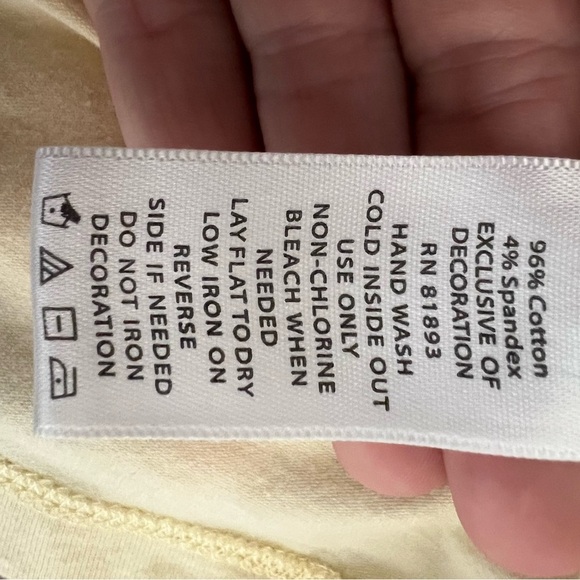 96% Cotton
4% Spandex
EXCLUSIVE OF
DECORATION
RN 81893
HAND WASH
COLD INSIDE OUT
USE ONLY
NON-CHLORINE
BLEACH WHEN
NEEDED
LAY FLAT TO DRY
LOW IRON ON
REVERSE
SIDE IF NEEDED
DO NOT IRON
DECORATION